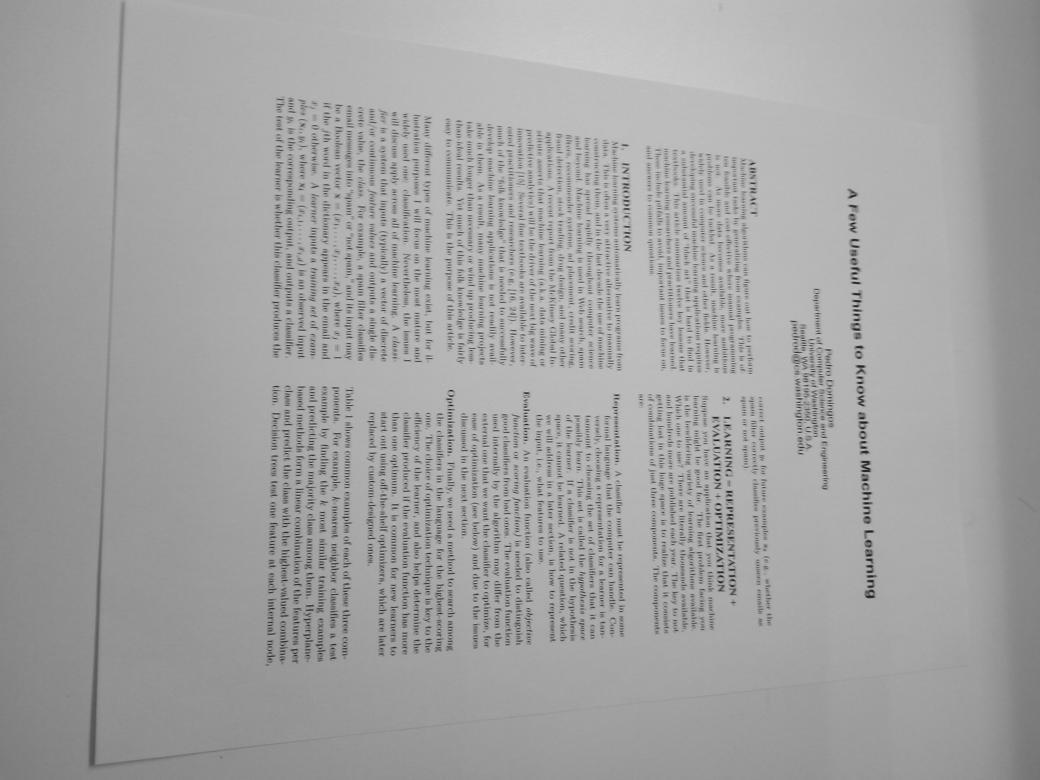 A Few Useful Things to Know about Machine Learning
Pedro Domingos
Department of Computer Science and Engineering
University of Washington
Seattle, WA 98195-2350, U.S.A.
pedrod@cs.washington.edu
ABSTRACT
Machine learning algorithms can figure out how to perform
important tasks by generalizing from examples. This is of-
ten feasible and cost-effective where manual programming
is not. As more data becomes available, more ambitious
problems can be tackled. As a result, machine learning is
widely used in computer science and other fields. However,
developing successful machine learning applications requires
a substantial amount of "black art" that is hard to find in
textbooks. This article summarizes twelve key lessons that
machine learning researchers and practitioners have learned.
These include pitfalls to avoid, important issues to focus on,
and answers to common questions.
1. INTRODUCTION
Machine learning systems automatically learn programs from
data. This is often a very attractive alternative to manually
constructing them, and in the last decade the use of machine
learning has spread rapidly throughout computer science
and beyond. Machine learning is used in Web search, spam
filters, recommender systems, ad placement, credit scoring,
fraud detection, stock trading, drug design, and many other
applications. A recent report from the McKinsey Global In-
stitute asserts that machine learning (a.k.a. data mining or
predictive analytics) will be the driver of the next big wave of
innovation [15]. Several fine textbooks are available to inter-
ested practitioners and researchers (e.g, [16, 24]). However,
much of the "folk knowledge" that is needed to successfully
develop machine learning applications is not readily avail-
able in them. As a result, many machine learning projects
take much longer than necessary or wind up producing less-
than-ideal results. Yet much of this folk knowledge is fairly
easy to communicate. This is the purpose of this article.
Many different types of machine learning exist, but for il-
lustration purposes I will focus on the most mature and
widely used one: classification. Nevertheless, the issues I
will discuss apply across all of machine learning. A classi-
fier is a system that inputs (typically) a vector of discrete
and/or continuous feature values and outputs a single dis-
crete value, the class. For example, a spam filter classifies
email messages into "spam" or "not spam," and its input may
be a Boolean vector x = (x1, . . . , xj, . . . , xd), where xj = 1
if the jth word in the dictionary appears in the email and
xj = 0 otherwise. A learner inputs a training set of exam-
ples (xi, yi), where xi = (xi,1, . . . , xi,d) is an observed input
and yi is the corresponding output, and outputs a classifier.
The test of the learner is whether this classifier produces the
correct output yt for future examples xt (e.g., whether the
spam filter correctly classifies previously unseen emails as
spam or not spam).
2. LEARNING = REPRESENTATION +
EVALUATION + OPTIMIZATION
Suppose you have an application that you think machine
learning might be good for. The first problem facing you
is the bewildering variety of learning algorithms available.
Which one to use? There are literally thousands available,
and hundreds more are published each year. The key to not
getting lost in this huge space is to realize that it consists
of combinations of just three components. The components
are:
Representation. A classifier must be represented in some
formal language that the computer can handle. Con-
versely, choosing a representation for a learner is tan-
tamount to choosing the set of classifiers that it can
possibly learn. This set is called the hypothesis space
of the learner. If a classifier is not in the hypothesis
space, it cannot be learned. A related question, which
we will address in a later section, is how to represent
the input, i.e., what features to use.
Evaluation. An evaluation function (also called objective
function or scoring function) is needed to distinguish
good classifiers from bad ones. The evaluation function
used internally by the algorithm may differ from the
external one that we want the classifier to optimize, for
ease of optimization (see below) and due to the issues
discussed in the next section.
Optimization. Finally, we need a method to search among
the classifiers in the language for the highest-scoring
one. The choice of optimization technique is key to the
efficiency of the learner, and also helps determine the
classifier produced if the evaluation function has more
than one optimum. It is common for new learners to
start out using off-the-shelf optimizers, which are later
replaced by custom-designed ones.
Table 1 shows common examples of each of these three com-
ponents. For example, k-nearest neighbor classifies a test
example by finding the k most similar training examples
and predicting the majority class among them. Hyperplane-
based methods form a linear combination of the features per
class and predict the class with the highest-valued combina-
tion. Decision trees test one feature at each internal node,